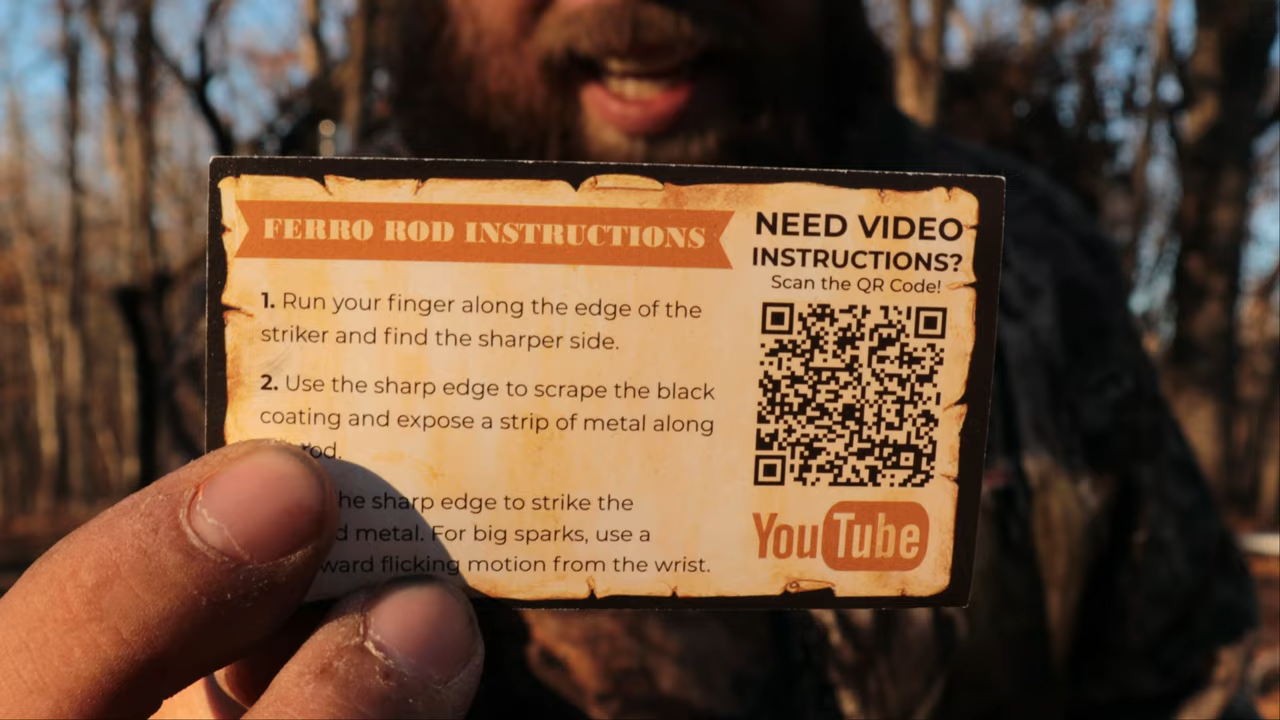 FERRO ROD INSTRUCTIONS
1. Run your finger along the edge of the
striker and find the sharper side.
2. Use the sharp edge to scrape the black
coating and expose a strip of metal along
rod.
sharp edge to strike the
metal. For big sparks, use a
flicking motion from the wrist.
NEED VIDEO
INSTRUCTIONS?
Scan the QR Code!
YouTube